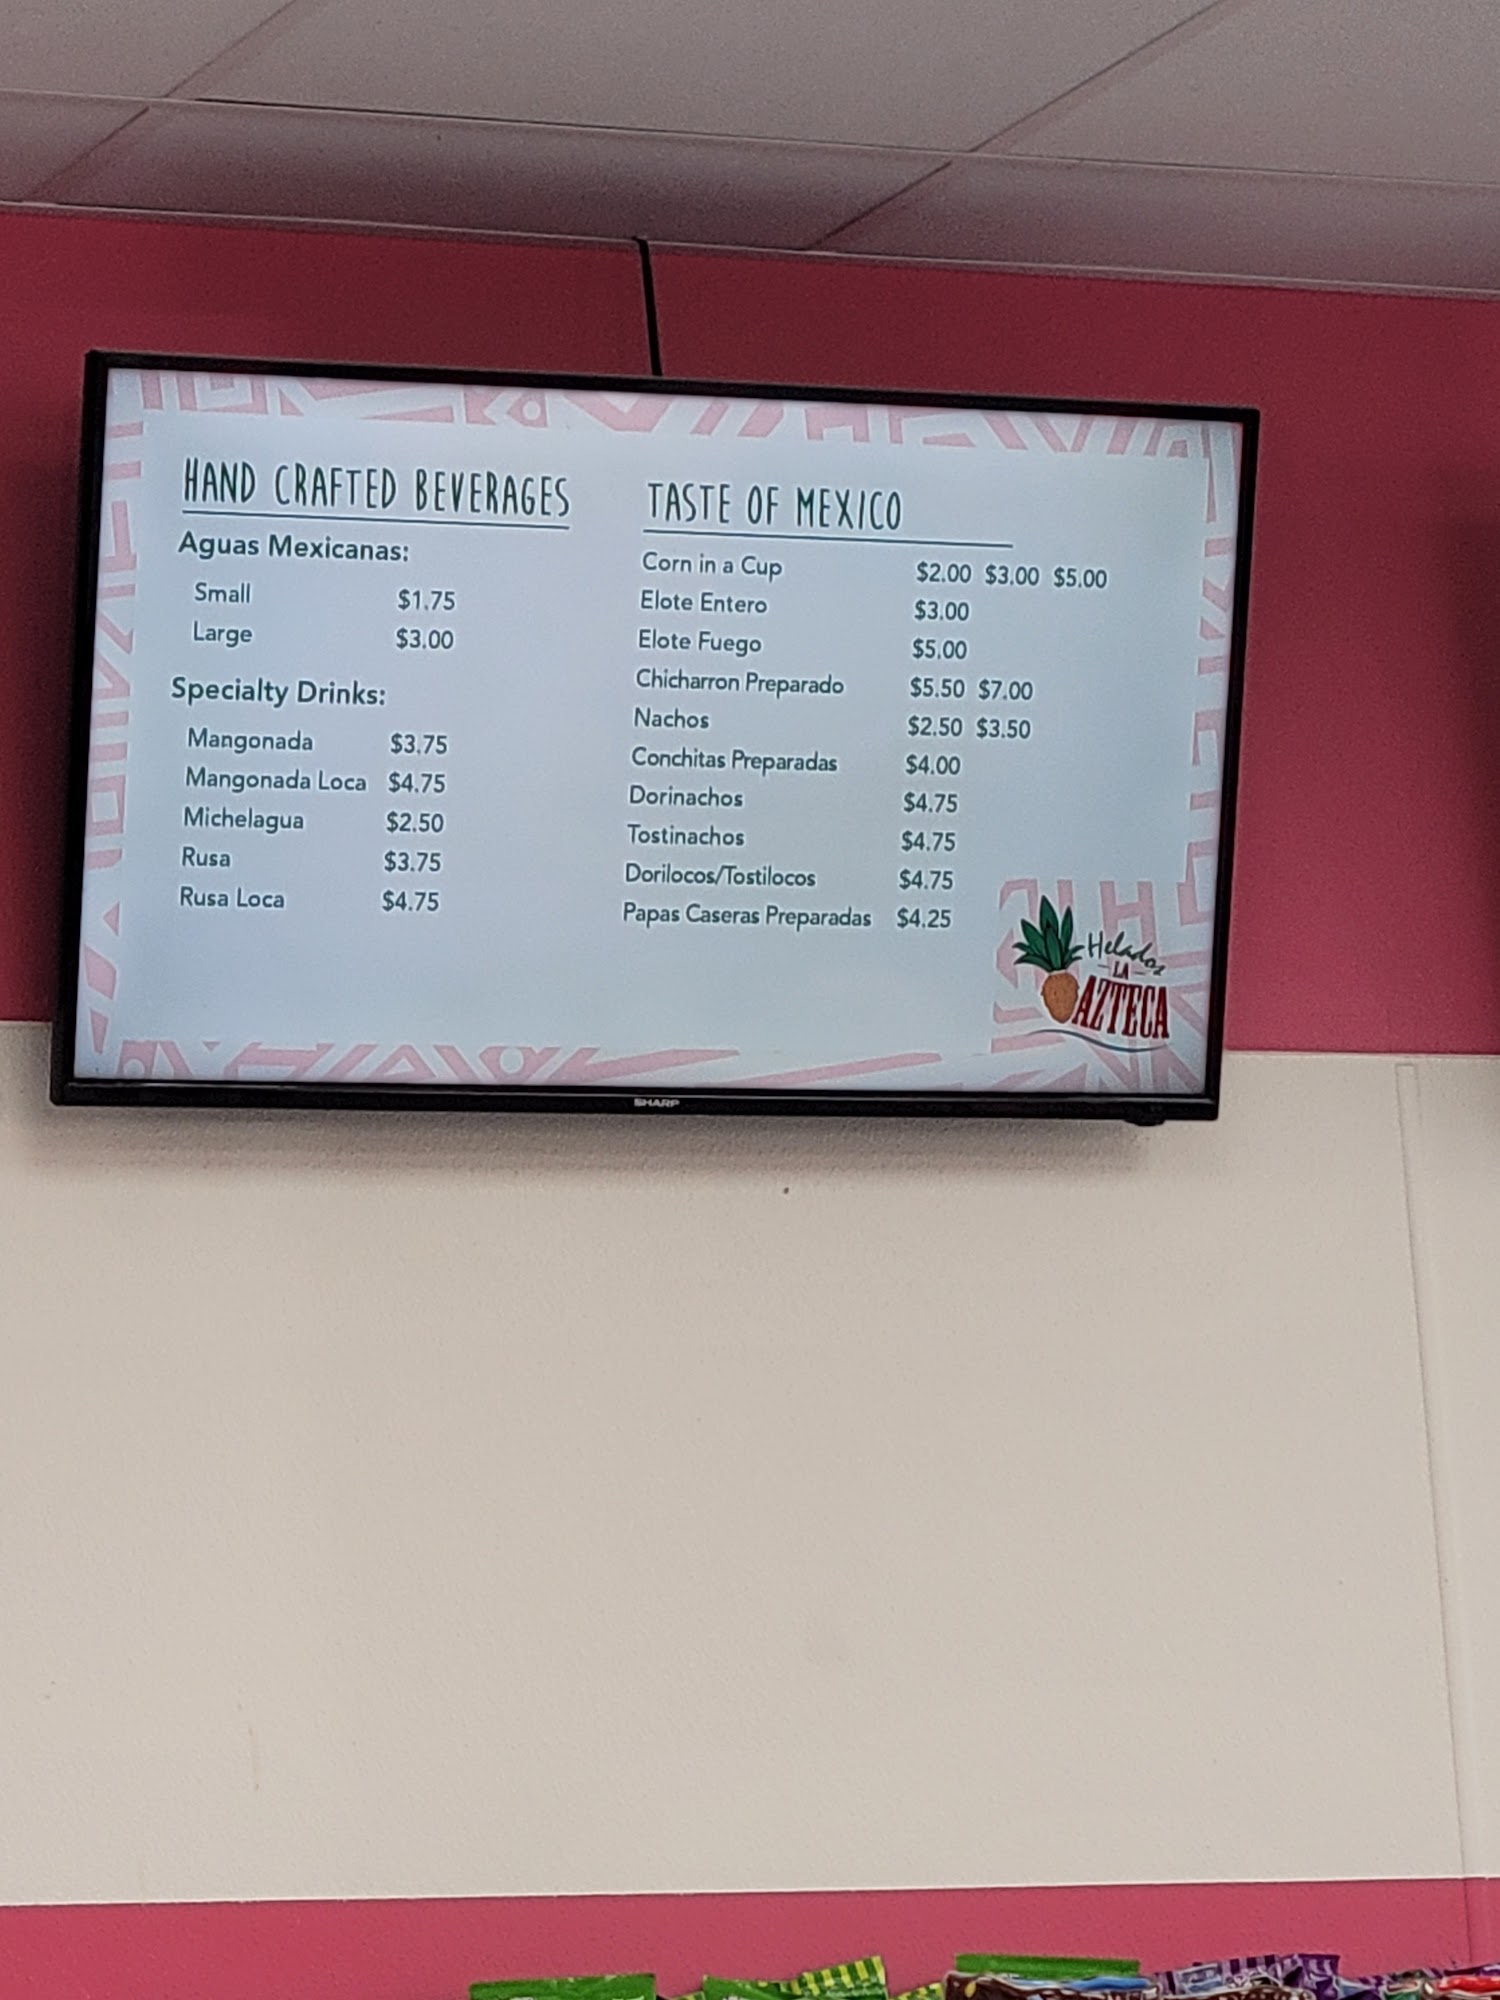 HAND CRAFTED BEVERAGES
Aguas Mexicanas:
Small $1.75
Large $3.00
Specialty Drinks:
Mangonada $3.75
Mangonada Loca $4.75
Michelagua $2.50
Rusa $3.75
Rusa Loca $4.75
TASTE OF MEXICO
Corn in a Cup $2.00 $3.00 $5.00
Elote Entero $3.00
Elote Fuego $5.00
Chicharron Preparado $5.50 $7.00
Nachos $2.50 $3.50
Conchitas Preparadas $4.00
Dorinachos $4.75
Tostinachos $4.75
Dorilocos/Tostilocos $4.75
Papas Caseras Preparadas $4.25
Helados
LA
AZTECA
SHARP